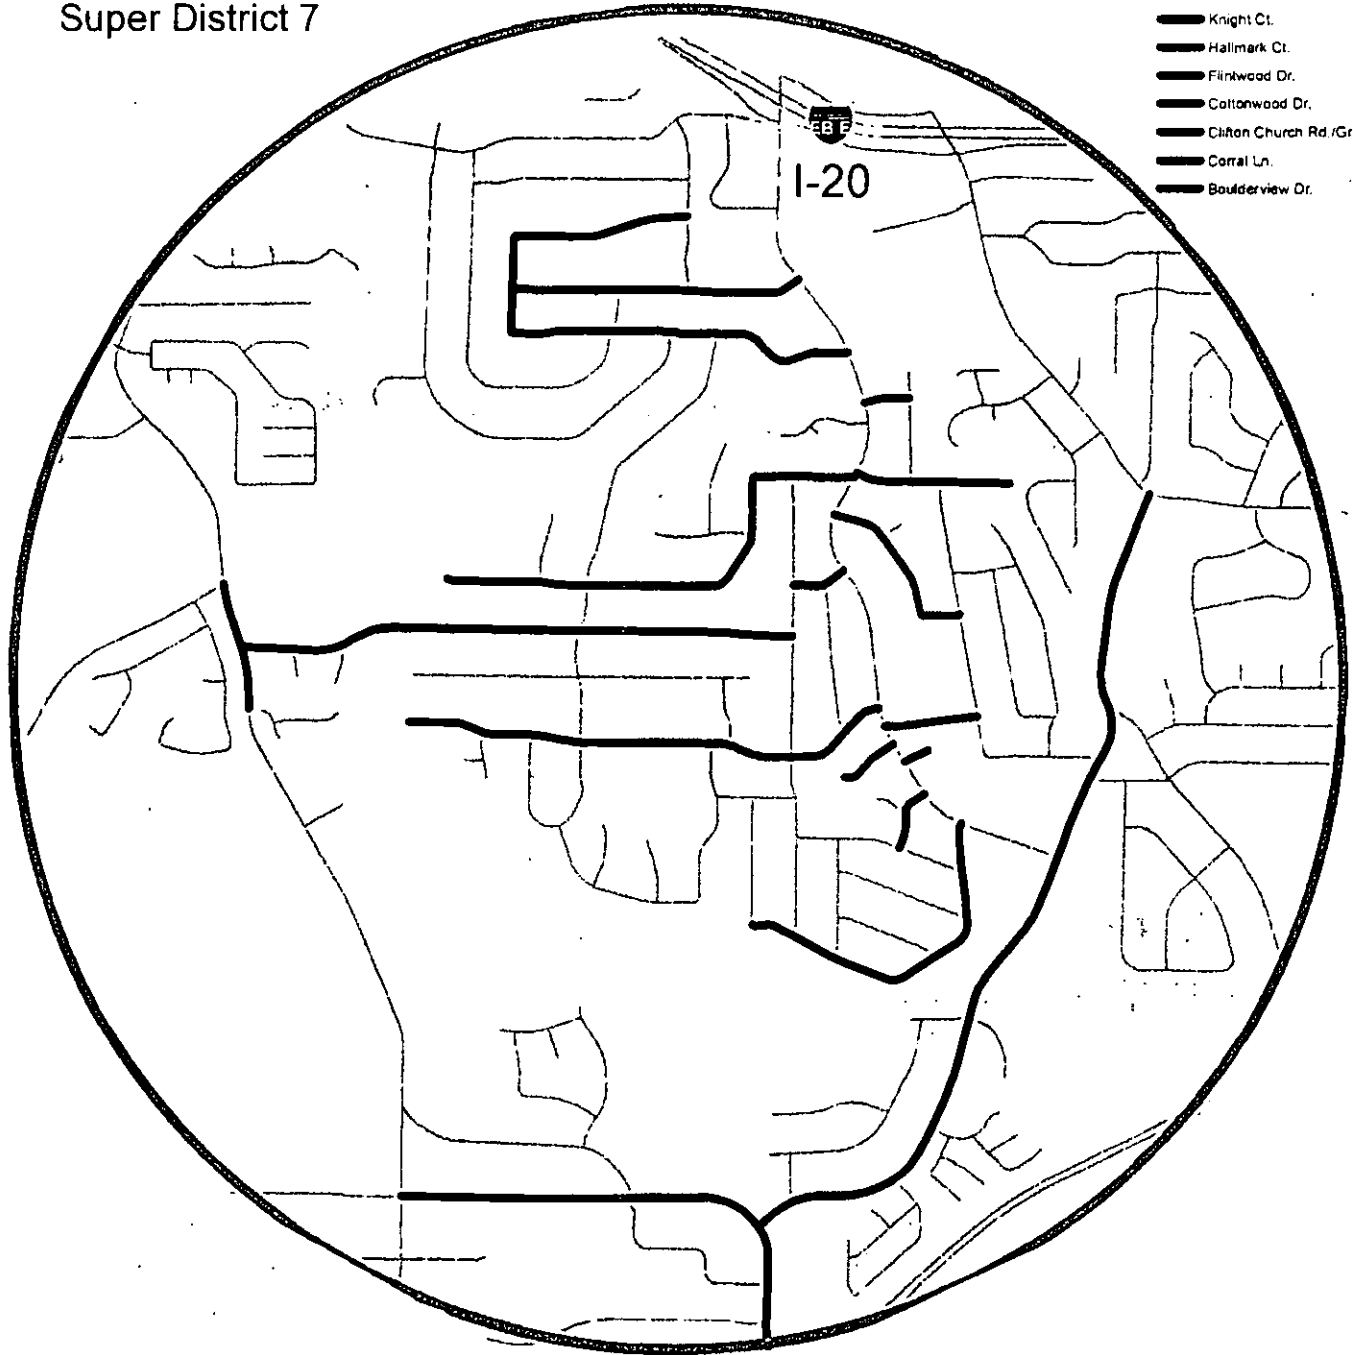 Super District 7
Knight Ct.
Hallmark Ct.
Flintwood Dr.
Cottonwood Dr.
Clifton Church Rd./Gr
Corral Ln.
Boulderview Dr.
EB E
I-20